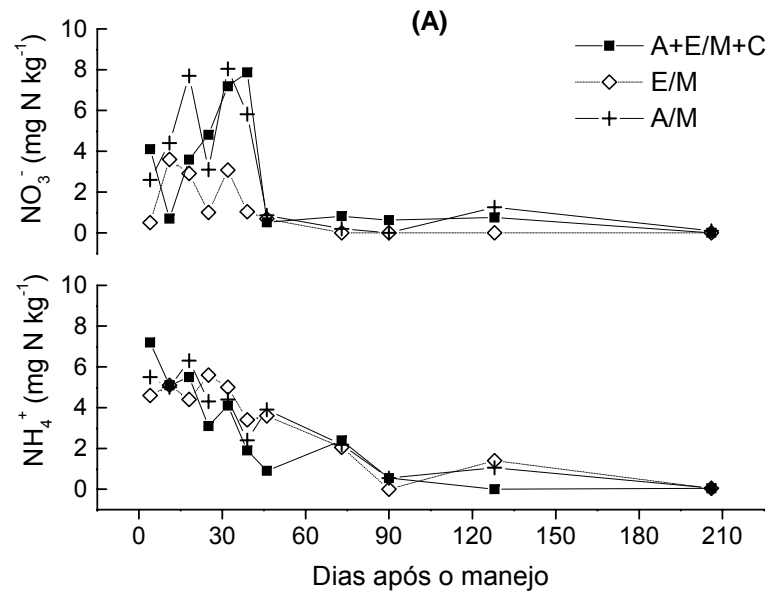 (A)
A+E/M+C
E/M
A/M
NO₃⁻ (mg N kg⁻¹)
10
8
6
4
2
0
NH₄⁺ (mg N kg⁻¹)
10
8
6
4
2
0
0 30 60 90 120 150 180 210
Dias após o manejo